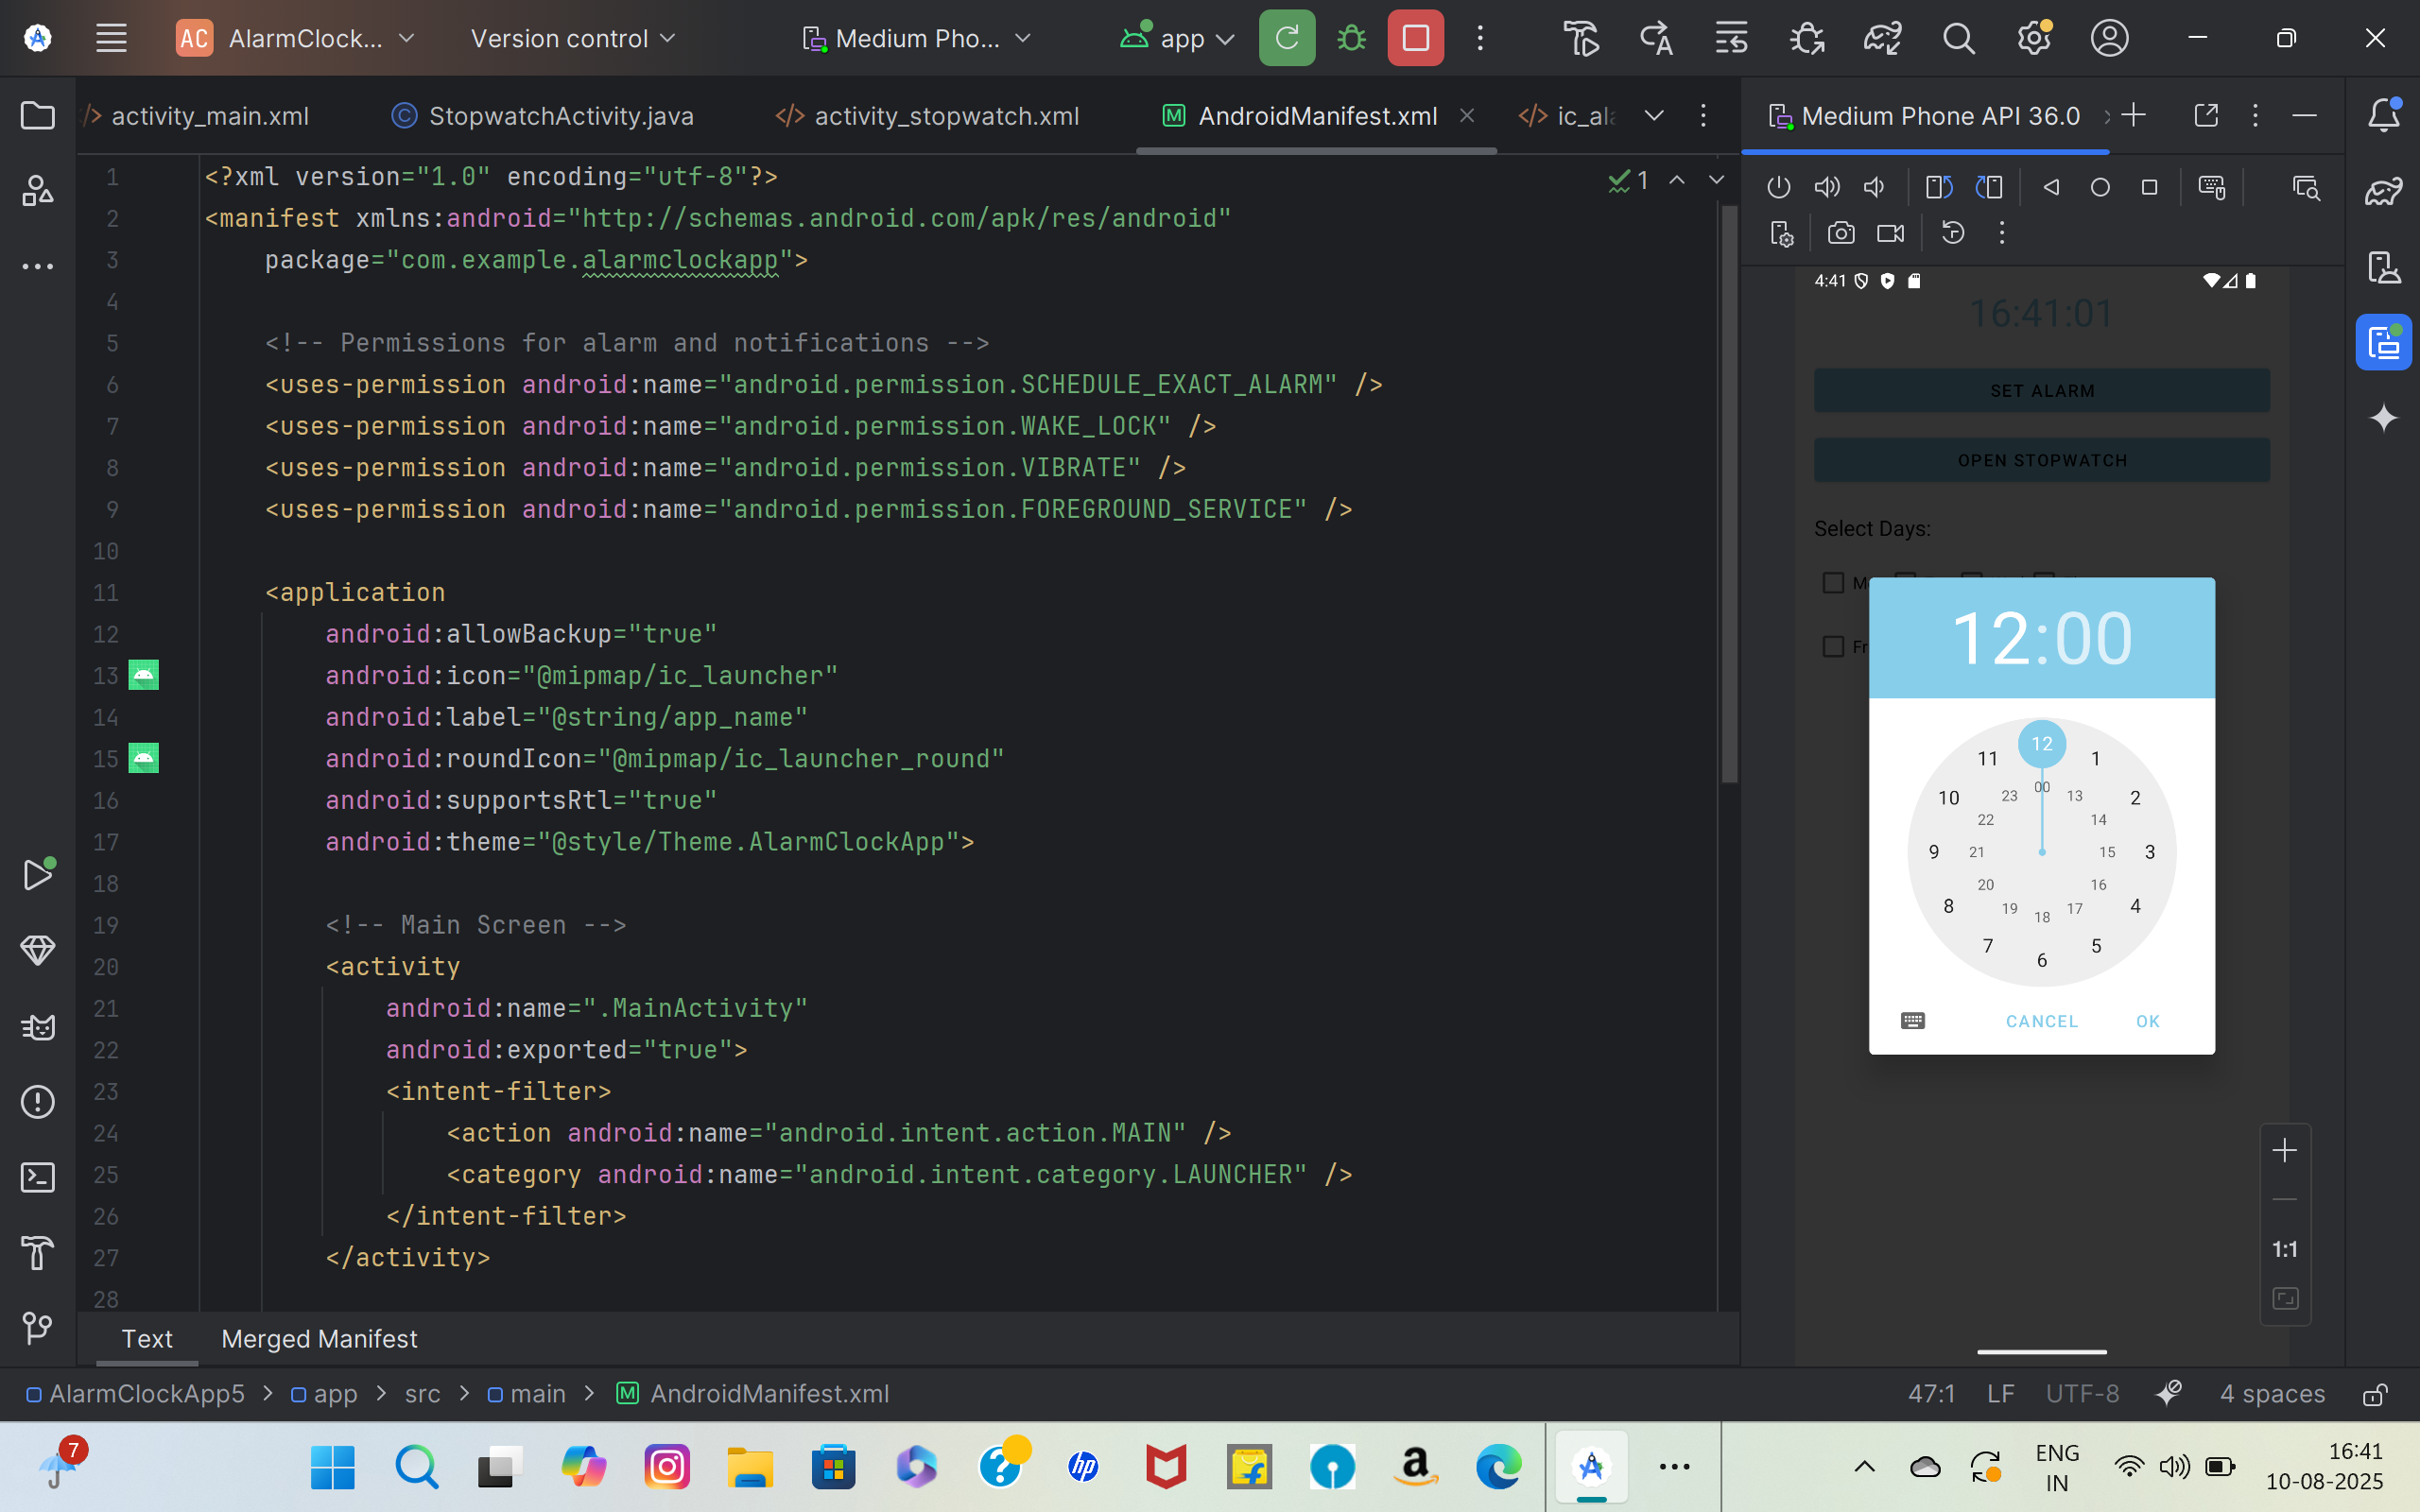 AC AlarmClock... Version control Medium Pho... app
activity_main.xml StopwatchActivity.java activity_stopwatch.xml AndroidManifest.xml ic_ala
Medium Phone API 36.0
1 <?xml version="1.0" encoding="utf-8"?>
2 <manifest xmlns:android="http://schemas.android.com/apk/res/android"
3 package="com.example.alarmclockapp">
4
5 <!-- Permissions for alarm and notifications -->
6 <uses-permission android:name="android.permission.SCHEDULE_EXACT_ALARM" />
7 <uses-permission android:name="android.permission.WAKE_LOCK" />
8 <uses-permission android:name="android.permission.VIBRATE" />
9 <uses-permission android:name="android.permission.FOREGROUND_SERVICE" />
10
11 <application
12 android:allowBackup="true"
13 android:icon="@mipmap/ic_launcher"
14 android:label="@string/app_name"
15 android:roundIcon="@mipmap/ic_launcher_round"
16 android:supportsRtl="true"
17 android:theme="@style/Theme.AlarmClockApp">
18
19 <!-- Main Screen -->
20 <activity
21 android:name=".MainActivity"
22 android:exported="true">
23 <intent-filter>
24 <action android:name="android.intent.action.MAIN" />
25 <category android:name="android.intent.category.LAUNCHER" />
26 </intent-filter>
27 </activity>
28
1
4:41
16:41:01
SET ALARM
OPEN STOPWATCH
Select Days:
M
Fr
12:00
12
11 1
00
23 13
10 2
22 14
9 21 15 3
20 16
8 4
19 17
18
7 5
6
CANCEL OK
1:1
Text Merged Manifest
AlarmClockApp5 > app > src > main > AndroidManifest.xml
47:1 LF UTF-8 4 spaces
7
hp
ENG
IN
16:41
10-08-2025